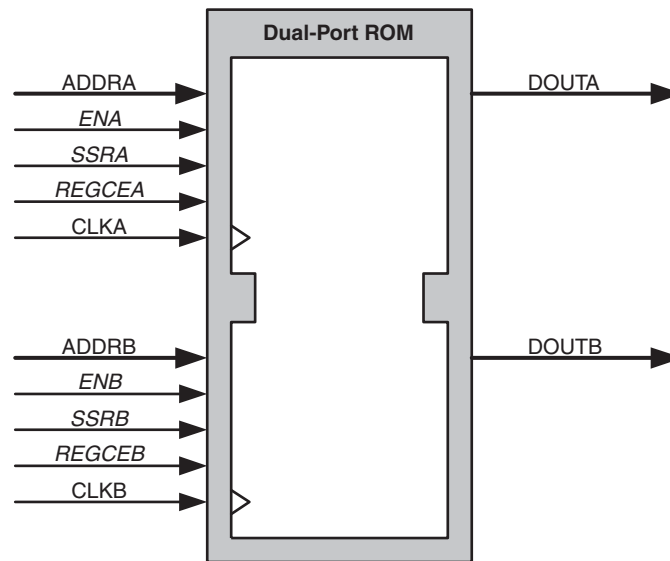 Dual-Port ROM
ADDRA
ENA
SSRA
REGCEA
CLKA
DOUTA
ADDRB
ENB
SSRB
REGCEB
CLKB
DOUTB